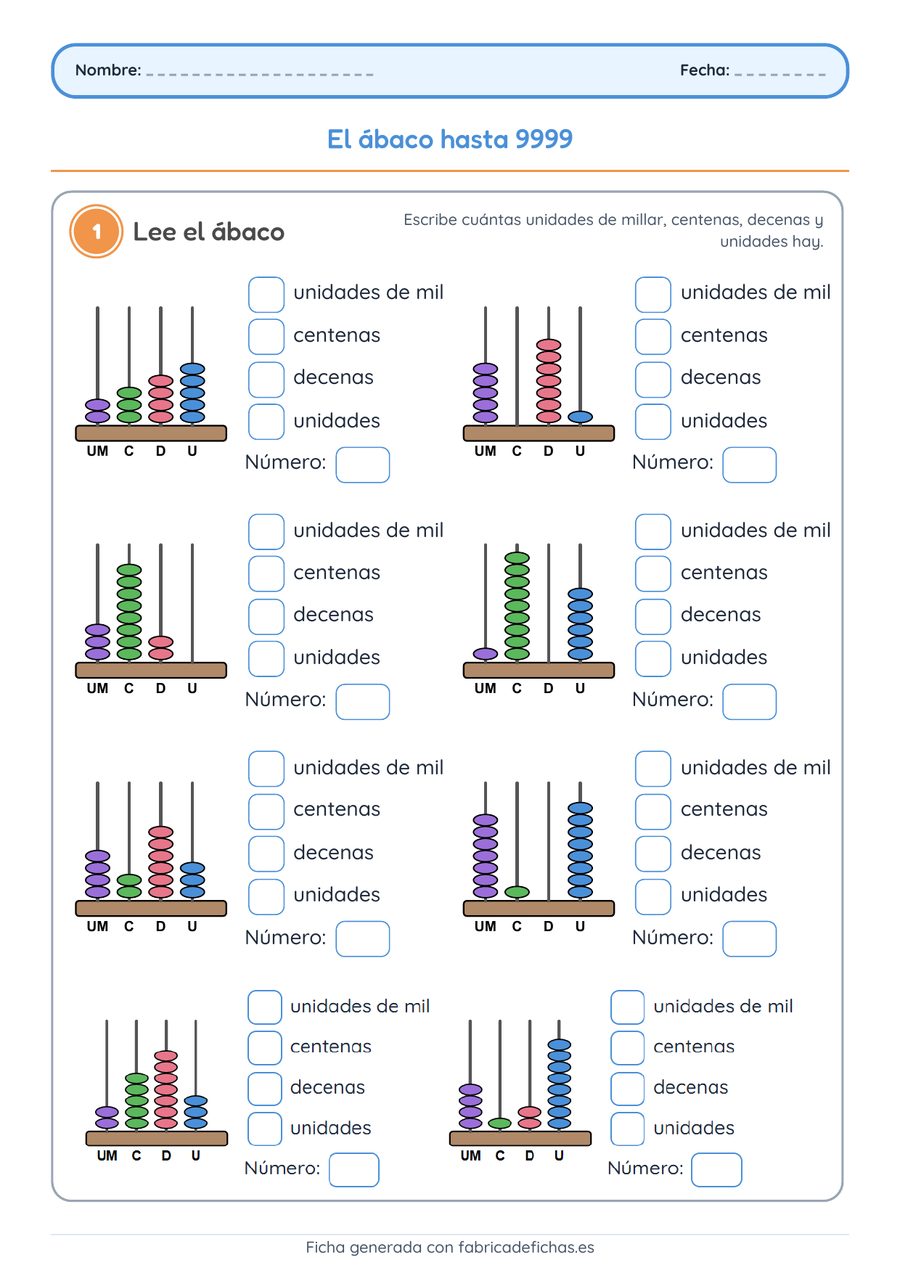 Nombre: Fecha:
El ábaco hasta 9999
1 Lee el ábaco
Escribe cuántas unidades de millar, centenas, decenas y
unidades hay.
unidades de mil
centenas
decenas
unidades
UM C D U
Número:
unidades de mil
centenas
decenas
unidades
UM C D U
Número:
unidades de mil
centenas
decenas
unidades
UM C D U
Número:
unidades de mil
centenas
decenas
unidades
UM C D U
Número:
unidades de mil
centenas
decenas
unidades
UM C D U
Número:
unidades de mil
centenas
decenas
unidades
UM C D U
Número:
unidades de mil
centenas
decenas
unidades
UM C D U
Número:
unidades de mil
centenas
decenas
unidades
UM C D U
Número:
Ficha generada con fabricadefichas.es